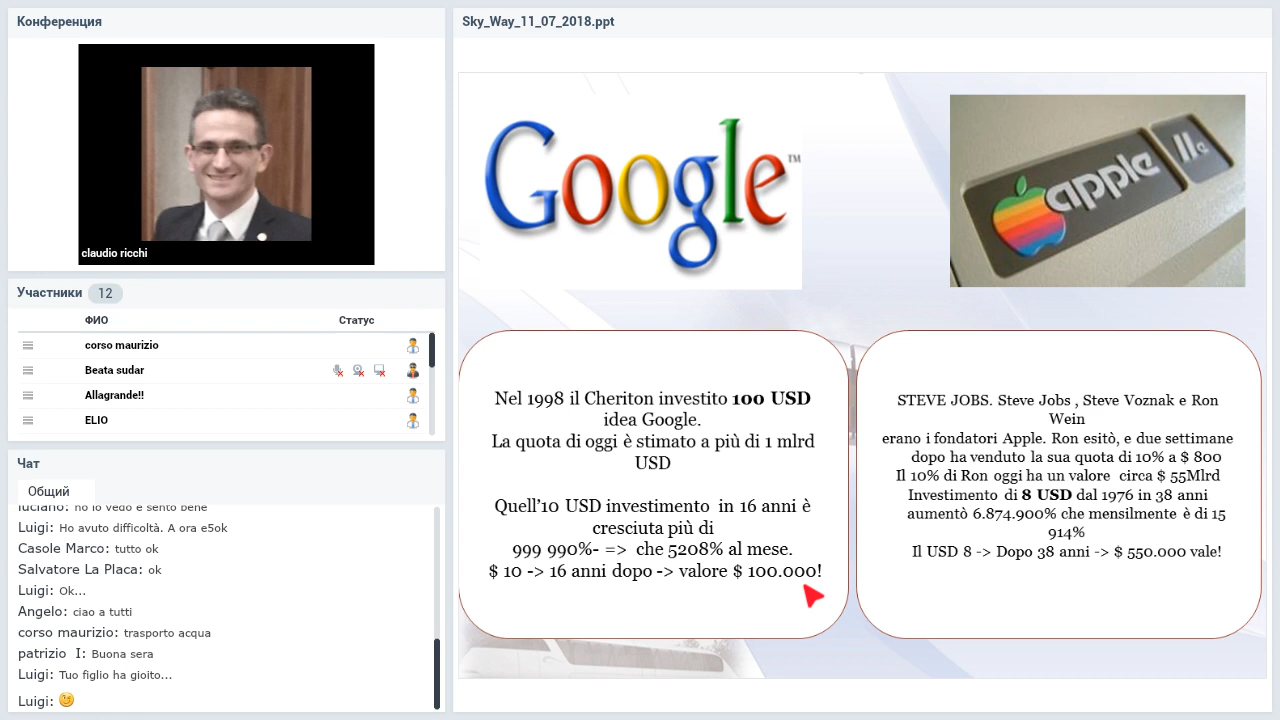 Конференция
claudio ricchi
Участники 12
ФИО Статус
corso maurizio
Beata sudar
Allagrande!!
ELIO
Чат
Общий
luciano: ho lo vedo e sento bene
Luigi: Ho avuto difficoltà. A ora e5ok
Casole Marco: tutto ok
Salvatore La Placa: ok
Luigi: Ok...
Angelo: ciao a tutti
corso maurizio: trasporto acqua
patrizio I: Buona sera
Luigi: Tuo figlio ha gioito...
Luigi:
Sky_Way_11_07_2018.ppt
Google™
apple IIe
Nel 1998 il Cheriton investito 100 USD
idea Google.
La quota di oggi è stimato a più di 1 mlrd
USD
Quell'10 USD investimento in 16 anni è
cresciuta più di
999 990%- => che 5208% al mese.
$ 10 -> 16 anni dopo -> valore $ 100.000!
STEVE JOBS. Steve Jobs , Steve Voznak e Ron
Wein
erano i fondatori Apple. Ron esitò, e due settimane
dopo ha venduto la sua quota di 10% a $ 800
Il 10% di Ron oggi ha un valore circa $ 55Mlrd
Investimento di 8 USD dal 1976 in 38 anni
aumentò 6.874.900% che mensilmente è di 15
914%
Il USD 8 -> Dopo 38 anni -> $ 550.000 vale!